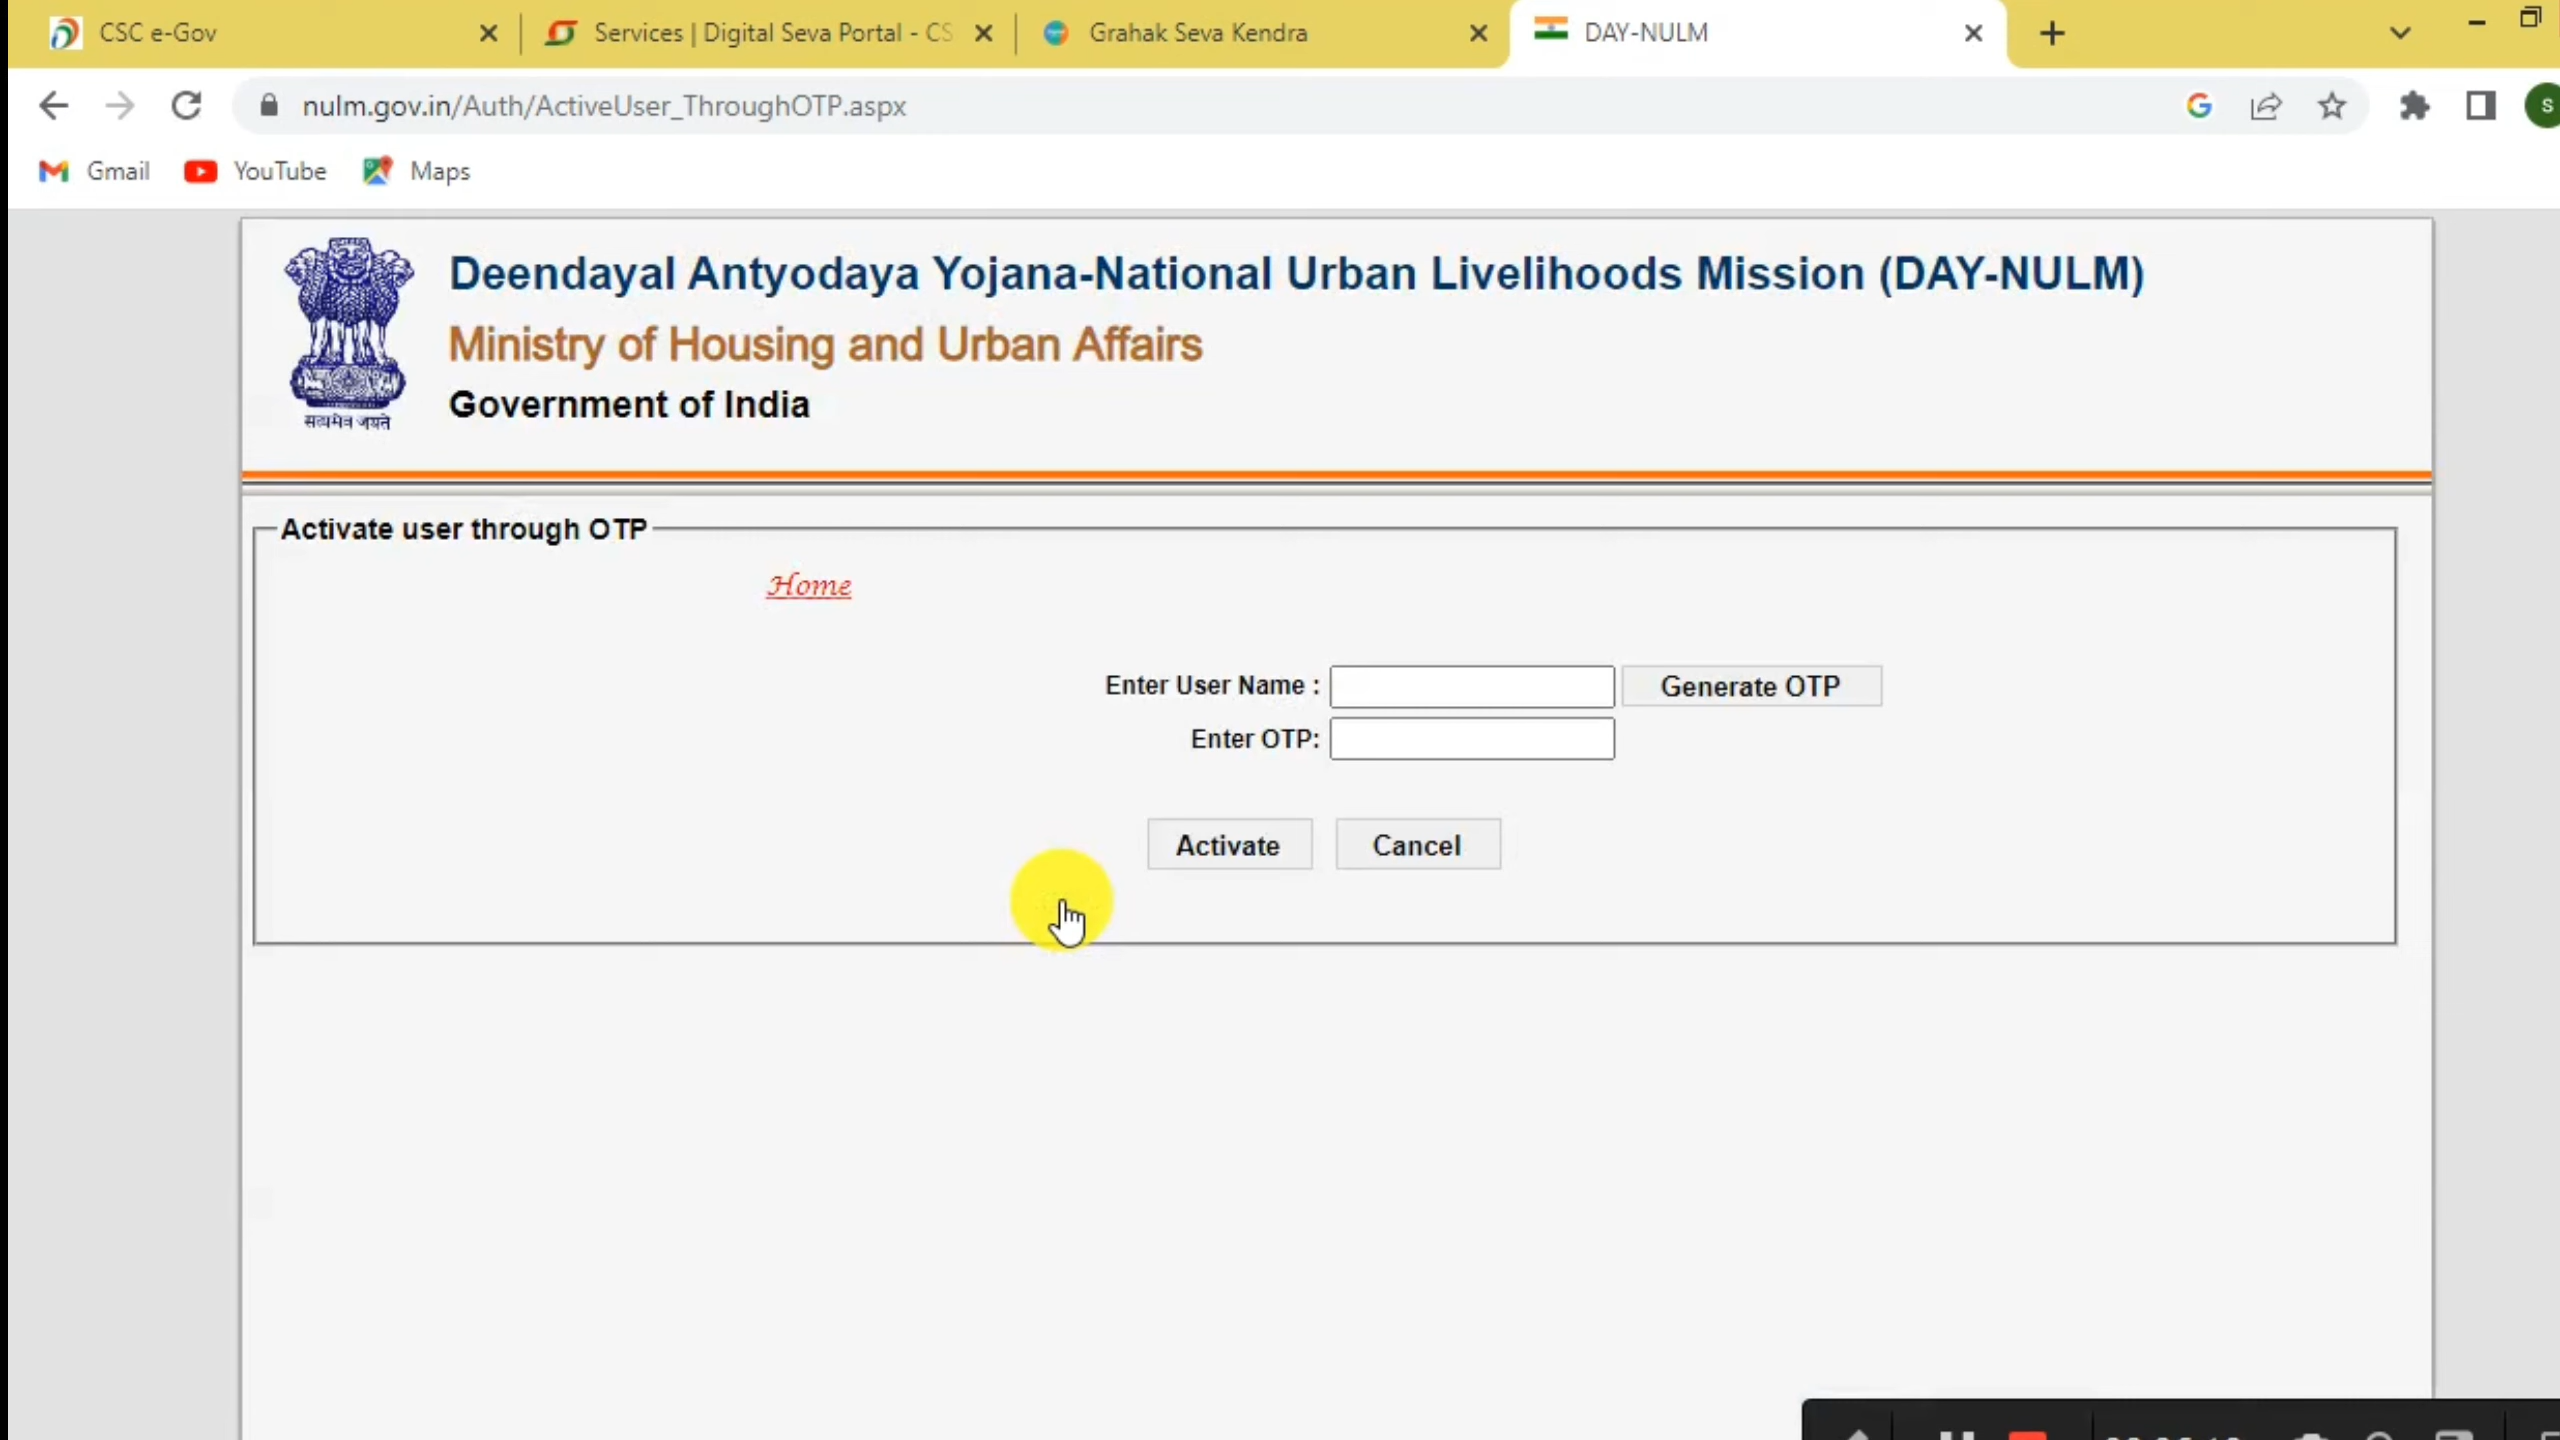 CSC e-Gov
Services | Digital Seva Portal - CS
Grahak Seva Kendra
DAY-NULM
nulm.gov.in/Auth/ActiveUser_ThroughOTP.aspx
S
Gmail
YouTube
Maps
Deendayal Antyodaya Yojana-National Urban Livelihoods Mission (DAY-NULM)
Ministry of Housing and Urban Affairs
Government of India
सत्यमेव जयते
Activate user through OTP
Home
Enter User Name :
Generate OTP
Enter OTP:
Activate
Cancel